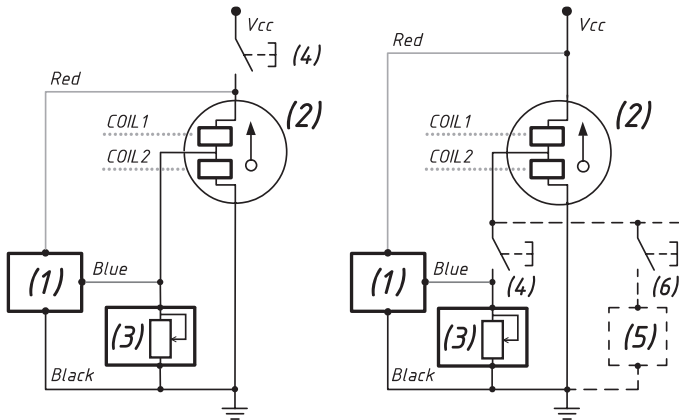 Vcc
(4)
Red
(2)
COIL1
COIL2
(1)
Blue
(3)
Black
Vcc
Red
(2)
COIL1
COIL2
(1)
Blue
(4)
(6)
(3)
(5)
Black